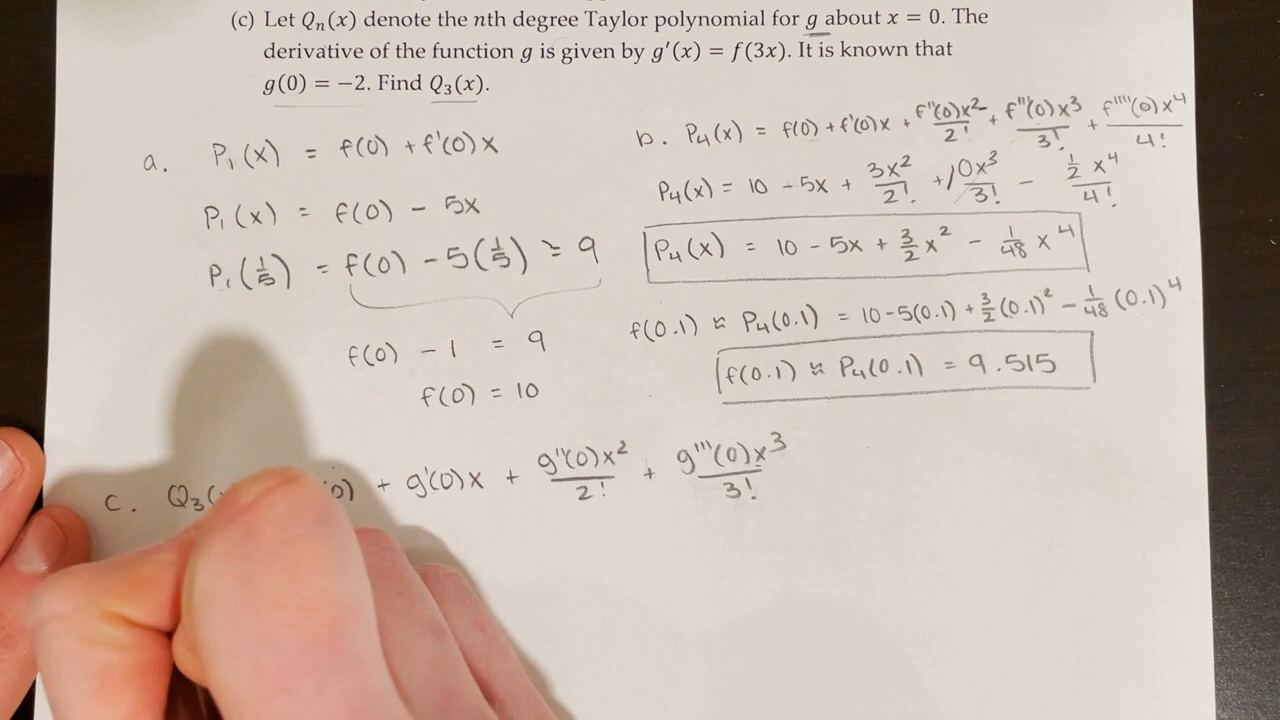 (c) Let Qn(x) denote the nth degree Taylor polynomial for g about x = 0. The
derivative of the function g is given by g′(x) = f(3x). It is known that
g(0) = −2. Find Q3(x).
a. P₁(x) = f(0) + f'(0)x
P₁(x) = f(0) - 5x
P₁(1/5) = f(0) - 5(1/5) = 9
f(0) - 1 = 9
f(0) = 10
b. P₄(x) = f(0) + f'(0)x + f''(0)x²/2! + f'''(0)x³/3! + f''''(0)x⁴/4!
P₄(x) = 10 - 5x + 3x²/2! + 0x³/3! - 1/2 x⁴/4!
P₄(x) = 10 - 5x + 3/2 x² - 1/48 x⁴
f(0.1) ≈ P₄(0.1) = 10-5(0.1) + 3/2 (0.1)² - 1/48 (0.1)⁴
f(0.1) ≈ P₄(0.1) = 9.515
c. Q₃( 0) + g'(0)x + g''(0)x²/2! + g'''(0)x³/3!